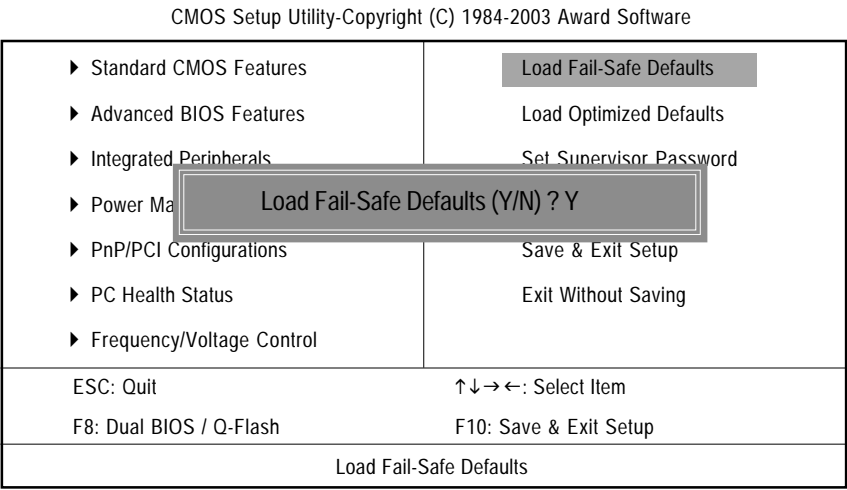 CMOS Setup Utility-Copyright (C) 1984-2003 Award Software
▶ Standard CMOS Features
▶ Advanced BIOS Features
▶ Integrated Peripherals
▶ Power Ma
▶ PnP/PCI Configurations
▶ PC Health Status
▶ Frequency/Voltage Control
Load Fail-Safe Defaults
Load Optimized Defaults
Set Supervisor Password
Save & Exit Setup
Exit Without Saving
Load Fail-Safe Defaults (Y/N) ? Y
ESC: Quit
↑↓→←: Select Item
F8: Dual BIOS / Q-Flash
F10: Save & Exit Setup
Load Fail-Safe Defaults